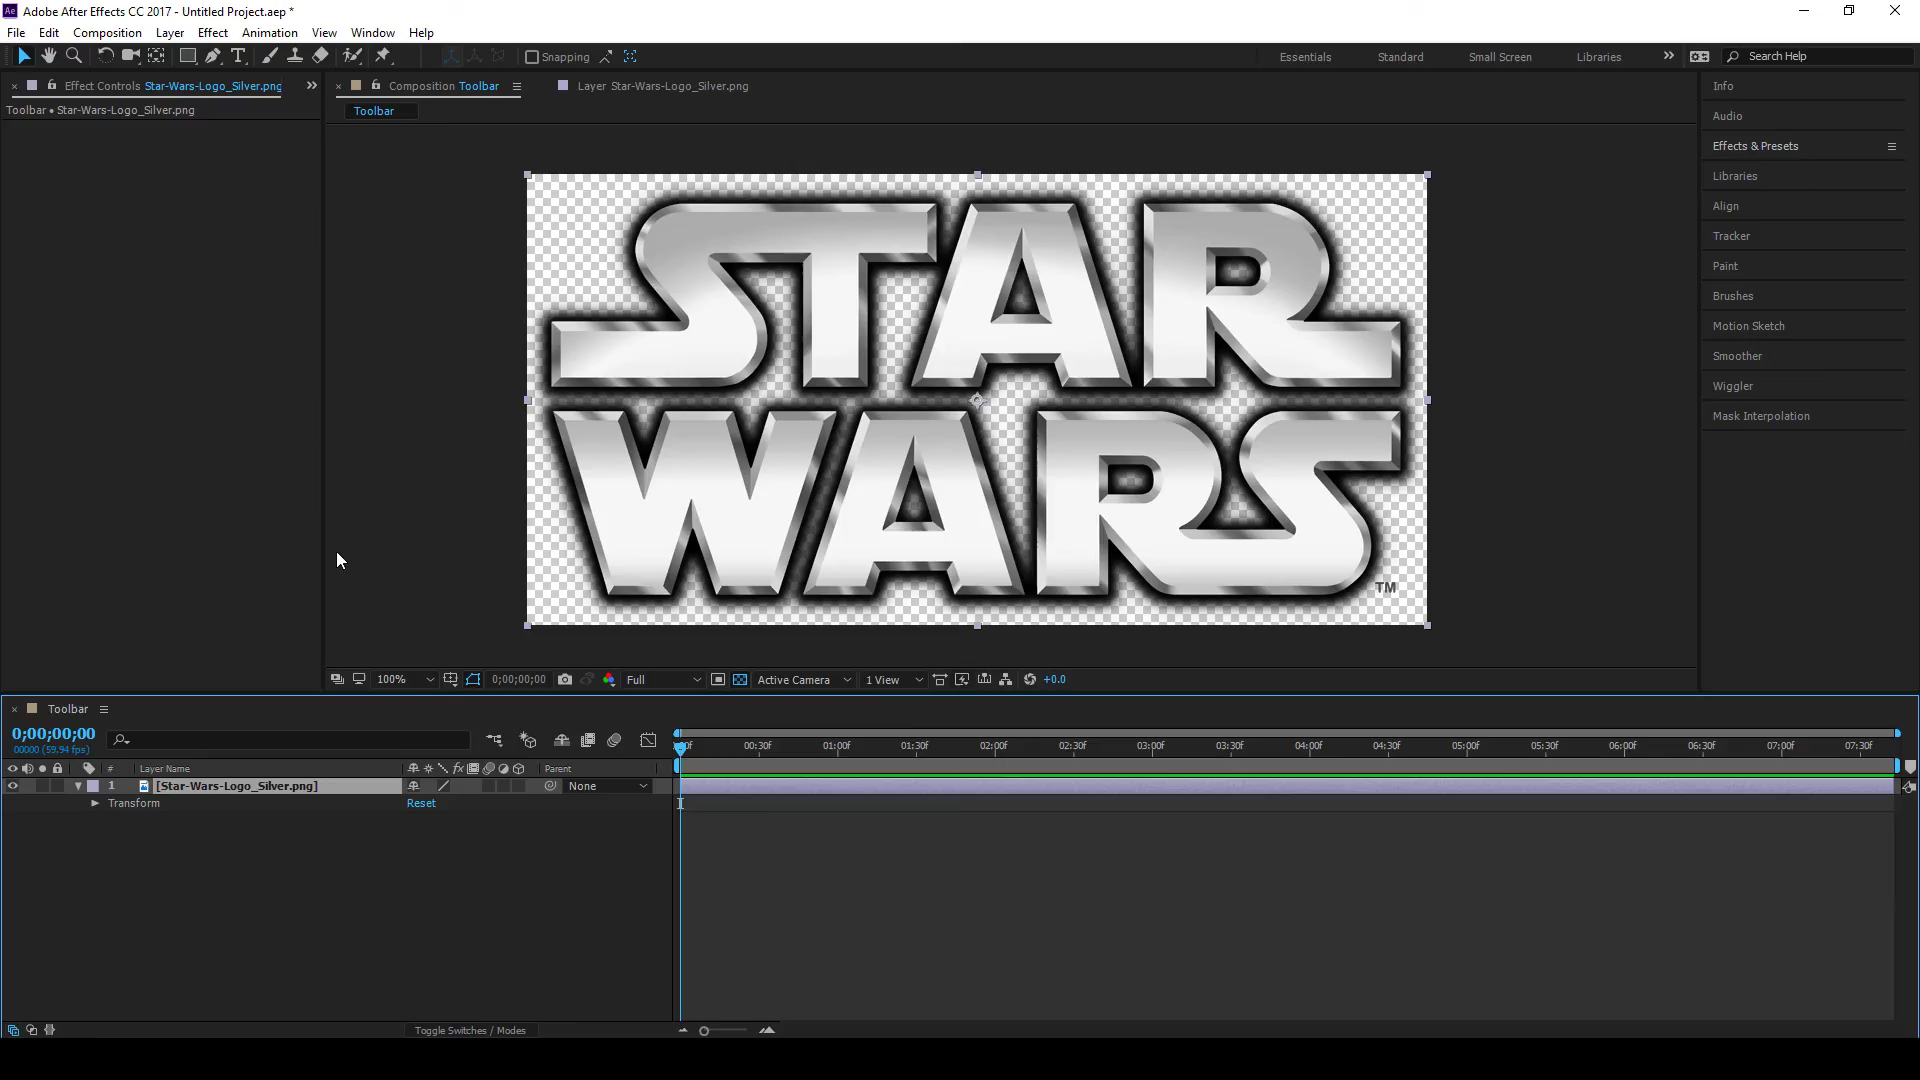 Ae Adobe After Effects CC 2017 - Untitled Project.aep *
File Edit Composition Layer Effect Animation View Window Help
Snapping Essentials Standard Small Screen Libraries Search Help
Effect Controls Star-Wars-Logo_Silver.png
Composition Toolbar
Layer Star-Wars-Logo_Silver.png
Toolbar • Star-Wars-Logo_Silver.png
Toolbar
STAR
WARS
TM
Info
Audio
Effects & Presets
Libraries
Align
Tracker
Paint
Brushes
Motion Sketch
Smoother
Wiggler
Mask Interpolation
100% 0;00;00;00 Full Active Camera 1 View +0.0
Toolbar
0;00;00;00
00000 (59.94 fps)
00:30f 01:00f 01:30f 02:00f 02:30f 03:00f 03:30f 04:00f 04:30f 05:00f 05:30f 06:00f 06:30f 07:00f 07:30f
# Layer Name fx Parent
1 [Star-Wars-Logo_Silver.png] None
Transform Reset
Toggle Switches / Modes